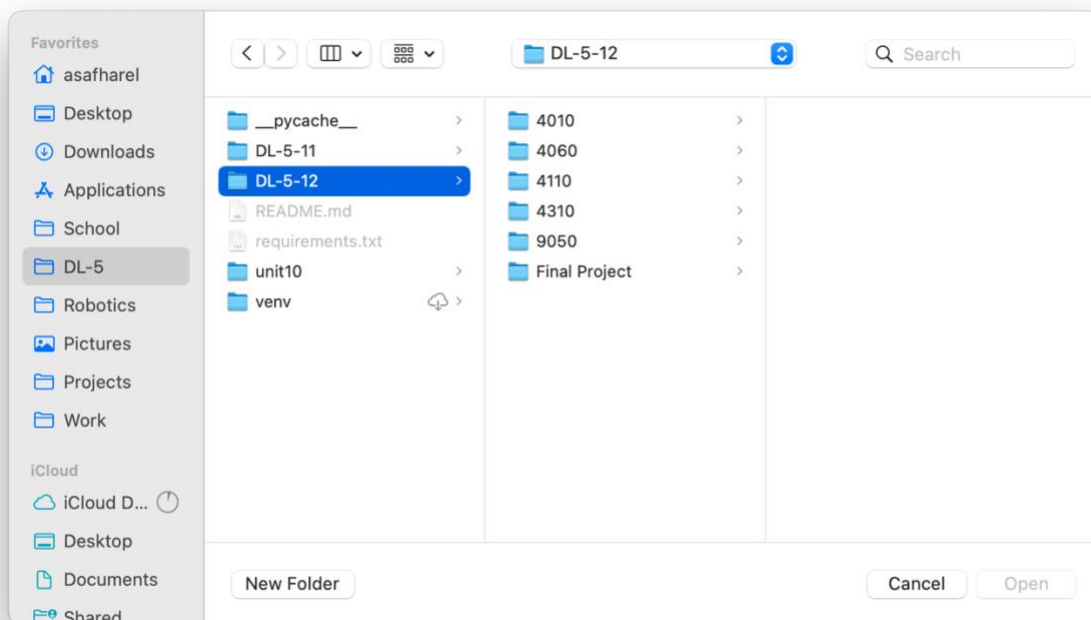 Favorites
asafharel
Desktop
Downloads
Applications
School
DL-5
Robotics
Pictures
Projects
Work
iCloud
iCloud D...
Desktop
Documents
Shared
DL-5-12
Search
__pycache__
DL-5-11
DL-5-12
README.md
requirements.txt
unit10
venv
4010
4060
4110
4310
9050
Final Project
New Folder
Cancel
Open